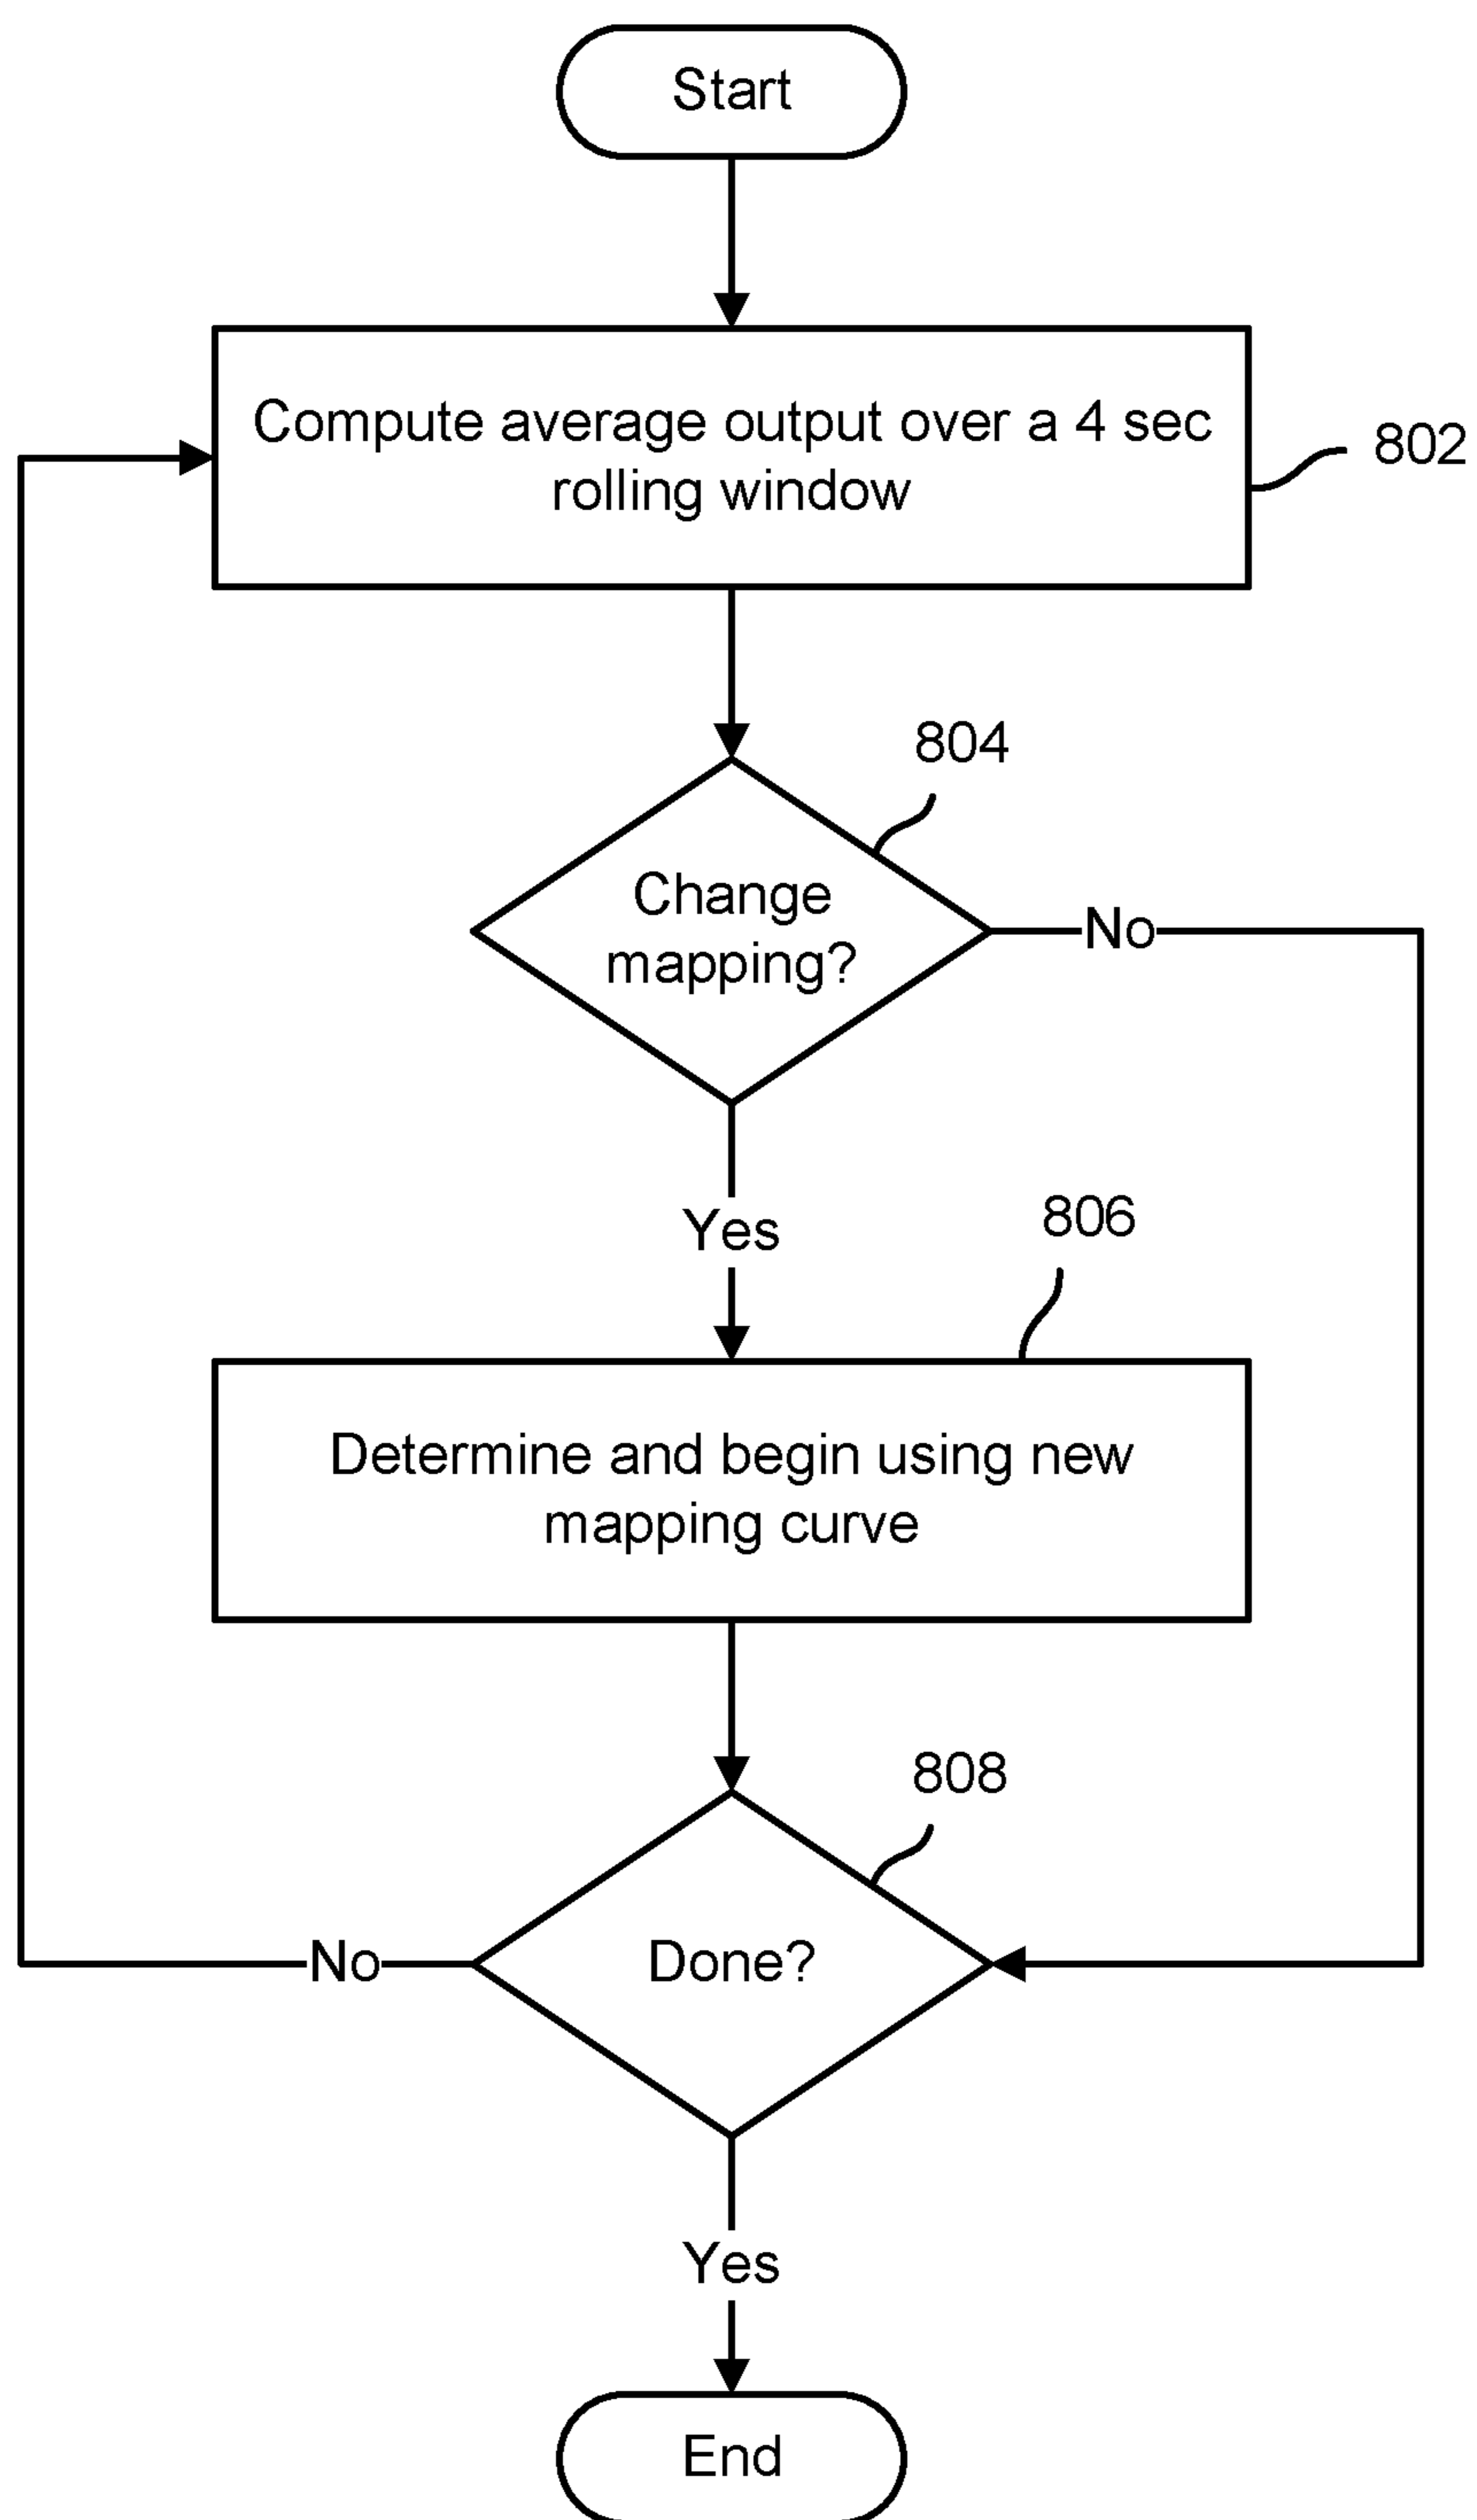 Start
Compute average output over a 4 sec
rolling window
802
804
Change
mapping?
No
Yes
806
Determine and begin using new
mapping curve
808
Done?
No
Yes
End